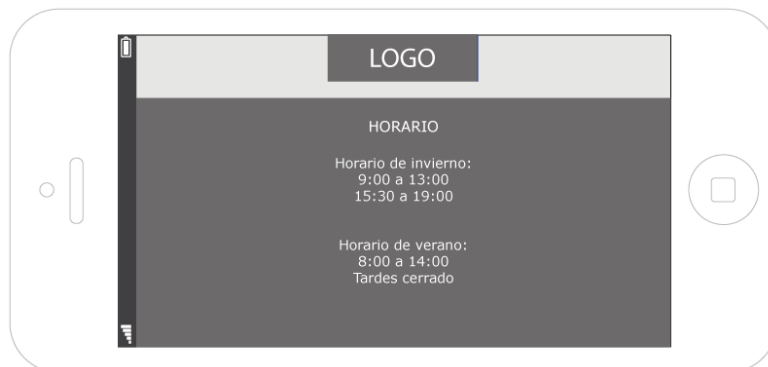 LOGO
HORARIO
Horario de invierno:
9:00 a 13:00
15:30 a 19:00
Horario de verano:
8:00 a 14:00
Tardes cerrado